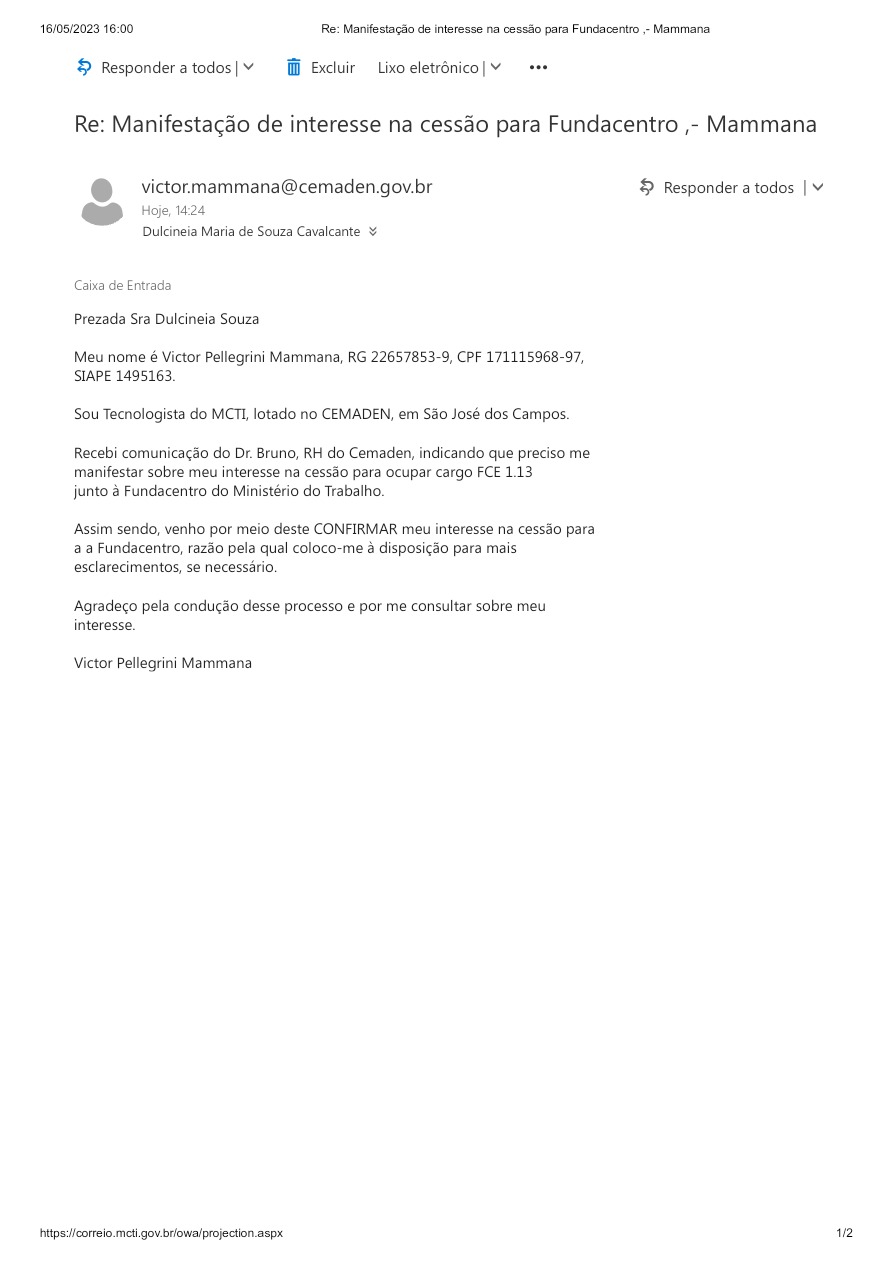 16/05/2023 16:00
Re: Manifestação de interesse na cessão para Fundacentro ,- Mammana
Responder a todos |
Excluir
Lixo eletrônico |
•••
Re: Manifestação de interesse na cessão para Fundacentro ,- Mammana
victor.mammana@cemaden.gov.br
Responder a todos |
Hoje, 14:24
Dulcineia Maria de Souza Cavalcante
Caixa de Entrada
Prezada Sra Dulcineia Souza
Meu nome é Victor Pellegrini Mammana, RG 22657853-9, CPF 171115968-97,
SIAPE 1495163.
Sou Tecnologista do MCTI, lotado no CEMADEN, em São José dos Campos.
Recebi comunicação do Dr. Bruno, RH do Cemaden, indicando que preciso me
manifestar sobre meu interesse na cessão para ocupar cargo FCE 1.13
junto à Fundacentro do Ministério do Trabalho.
Assim sendo, venho por meio deste CONFIRMAR meu interesse na cessão para
a a Fundacentro, razão pela qual coloco-me à disposição para mais
esclarecimentos, se necessário.
Agradeço pela condução desse processo e por me consultar sobre meu
interesse.
Victor Pellegrini Mammana
https://correio.mcti.gov.br/owa/projection.aspx
1/2